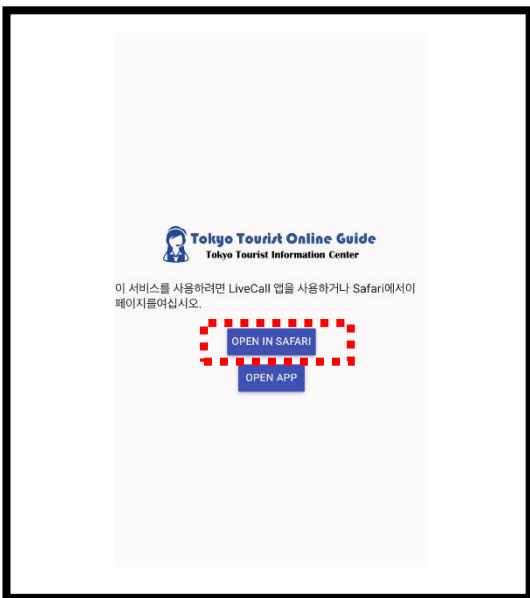 Tokyo Tourist Online Guide
Tokyo Tourist Information Center
이 서비스를 사용하려면 LiveCall 앱을 사용하거나 Safari에서이
페이지를여십시오.
OPEN IN SAFARI
OPEN APP